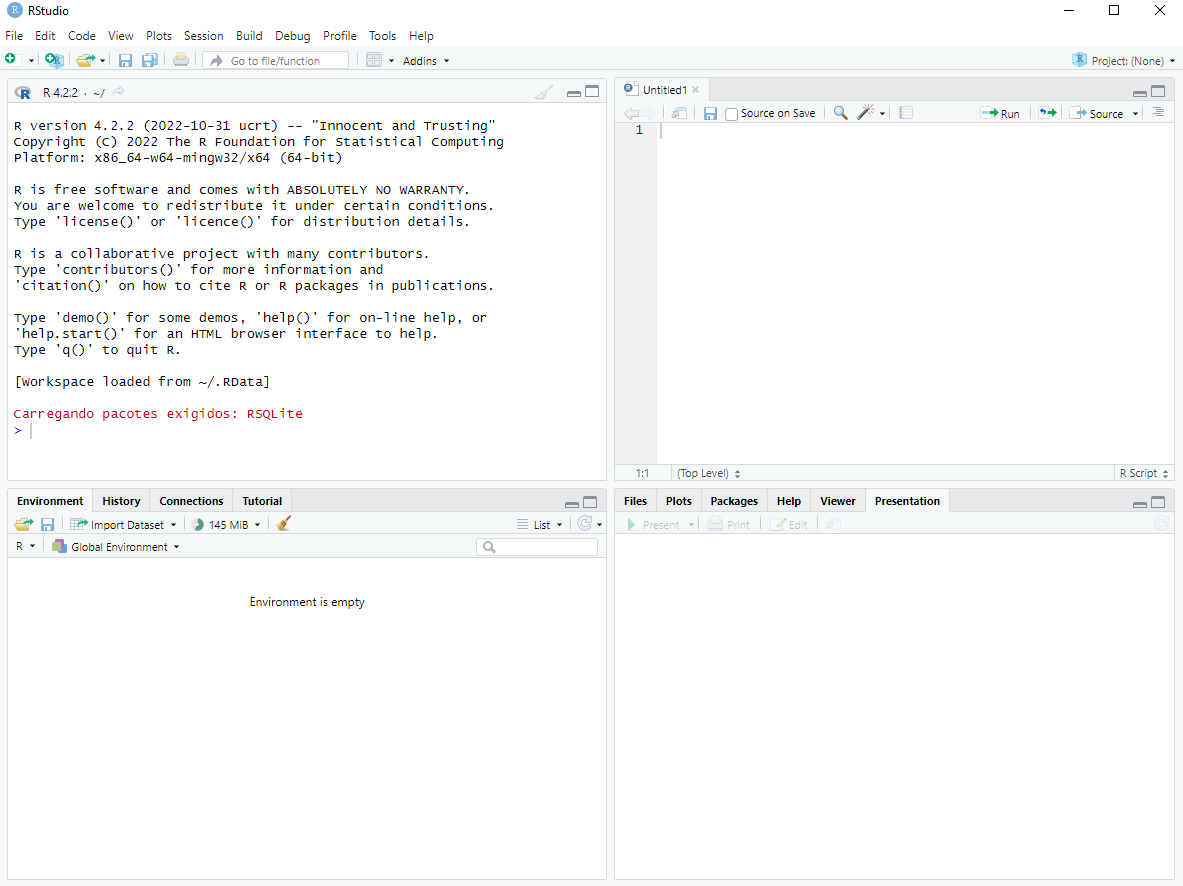 RStudio
File Edit Code View Plots Session Build Debug Profile Tools Help
Go to file/function Addins Project: (None)
R 4.2.2 · ~/
R version 4.2.2 (2022-10-31 ucrt) -- "Innocent and Trusting"
Copyright (C) 2022 The R Foundation for Statistical Computing
Platform: x86_64-w64-mingw32/x64 (64-bit)
R is free software and comes with ABSOLUTELY NO WARRANTY.
You are welcome to redistribute it under certain conditions.
Type 'license()' or 'licence()' for distribution details.
R is a collaborative project with many contributors.
Type 'contributors()' for more information and
'citation()' on how to cite R or R packages in publications.
Type 'demo()' for some demos, 'help()' for on-line help, or
'help.start()' for an HTML browser interface to help.
Type 'q()' to quit R.
[Workspace loaded from ~/.RData]
Carregando pacotes exigidos: RSQLite
>
Untitled1
Source on Save Run Source
1
1:1 (Top Level) R Script
Environment History Connections Tutorial
Import Dataset 145 MiB List
R Global Environment
Environment is empty
Files Plots Packages Help Viewer Presentation
Present Print Edit